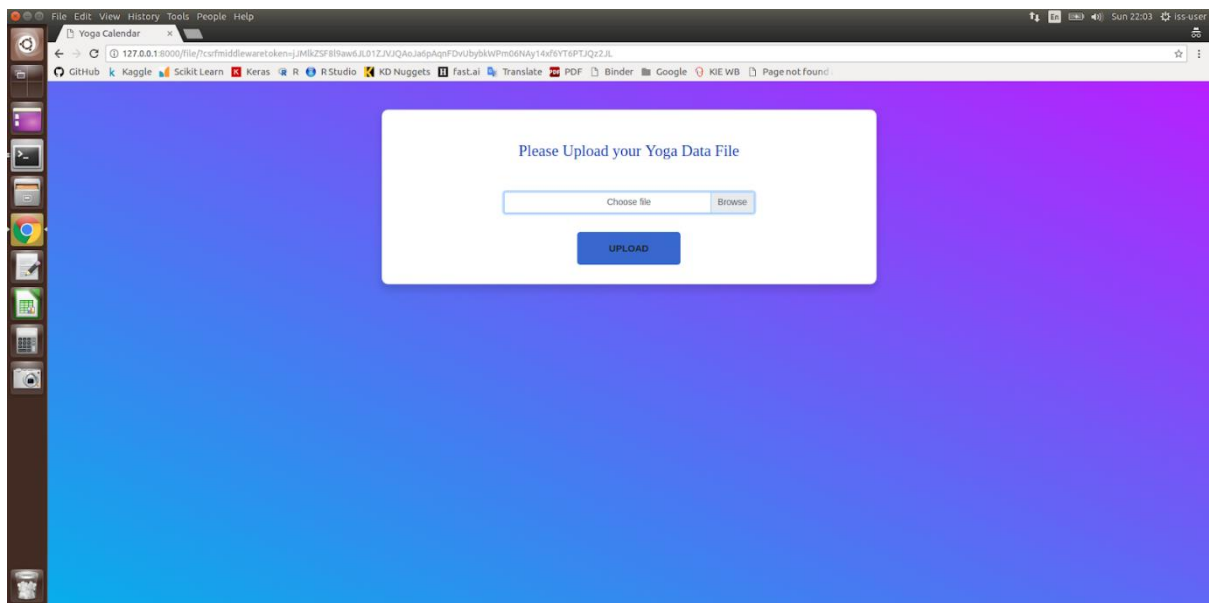 File Edit View History Tools People Help
En
Sun 22:03
iss-user
Yoga Calendar
127.0.0.1:8000/file/?csrfmiddlewaretoken=
GitHub Kaggle Scikit Learn Keras R RStudio KD Nuggets fast.ai Translate PDF Binder Google KIE WB Page not found
Please Upload your Yoga Data File
Choose file Browse
UPLOAD